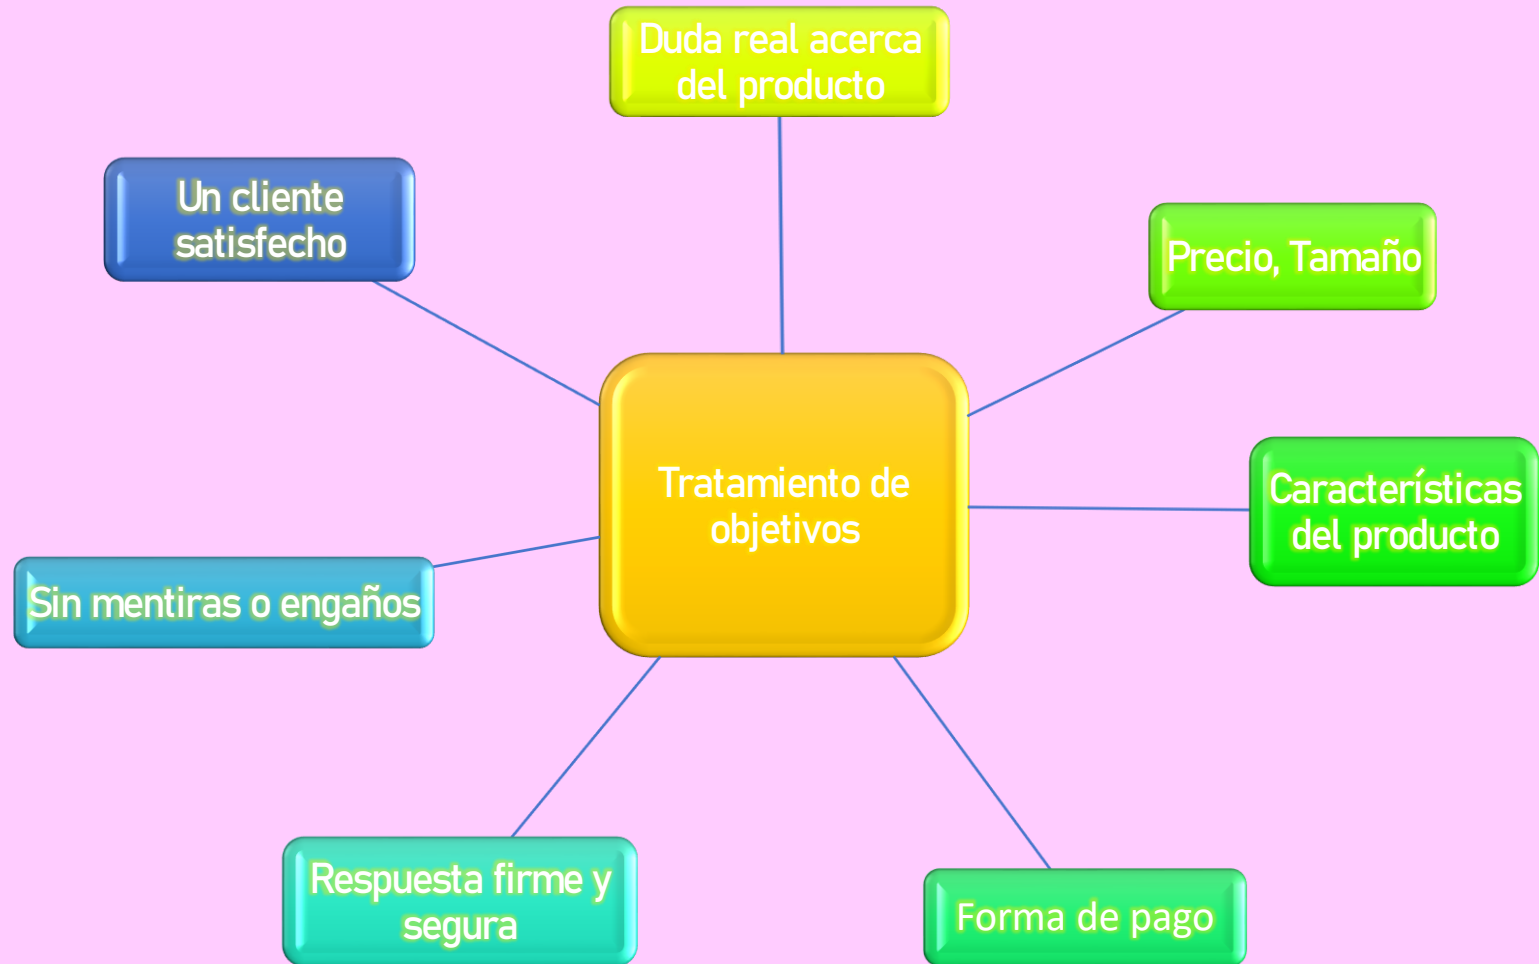 Duda real acerca
del producto
Un cliente
satisfecho
Precio, Tamaño
Tratamiento de
objetivos
Características
del producto
Sin mentiras o engaños
Respuesta firme y
segura
Forma de pago